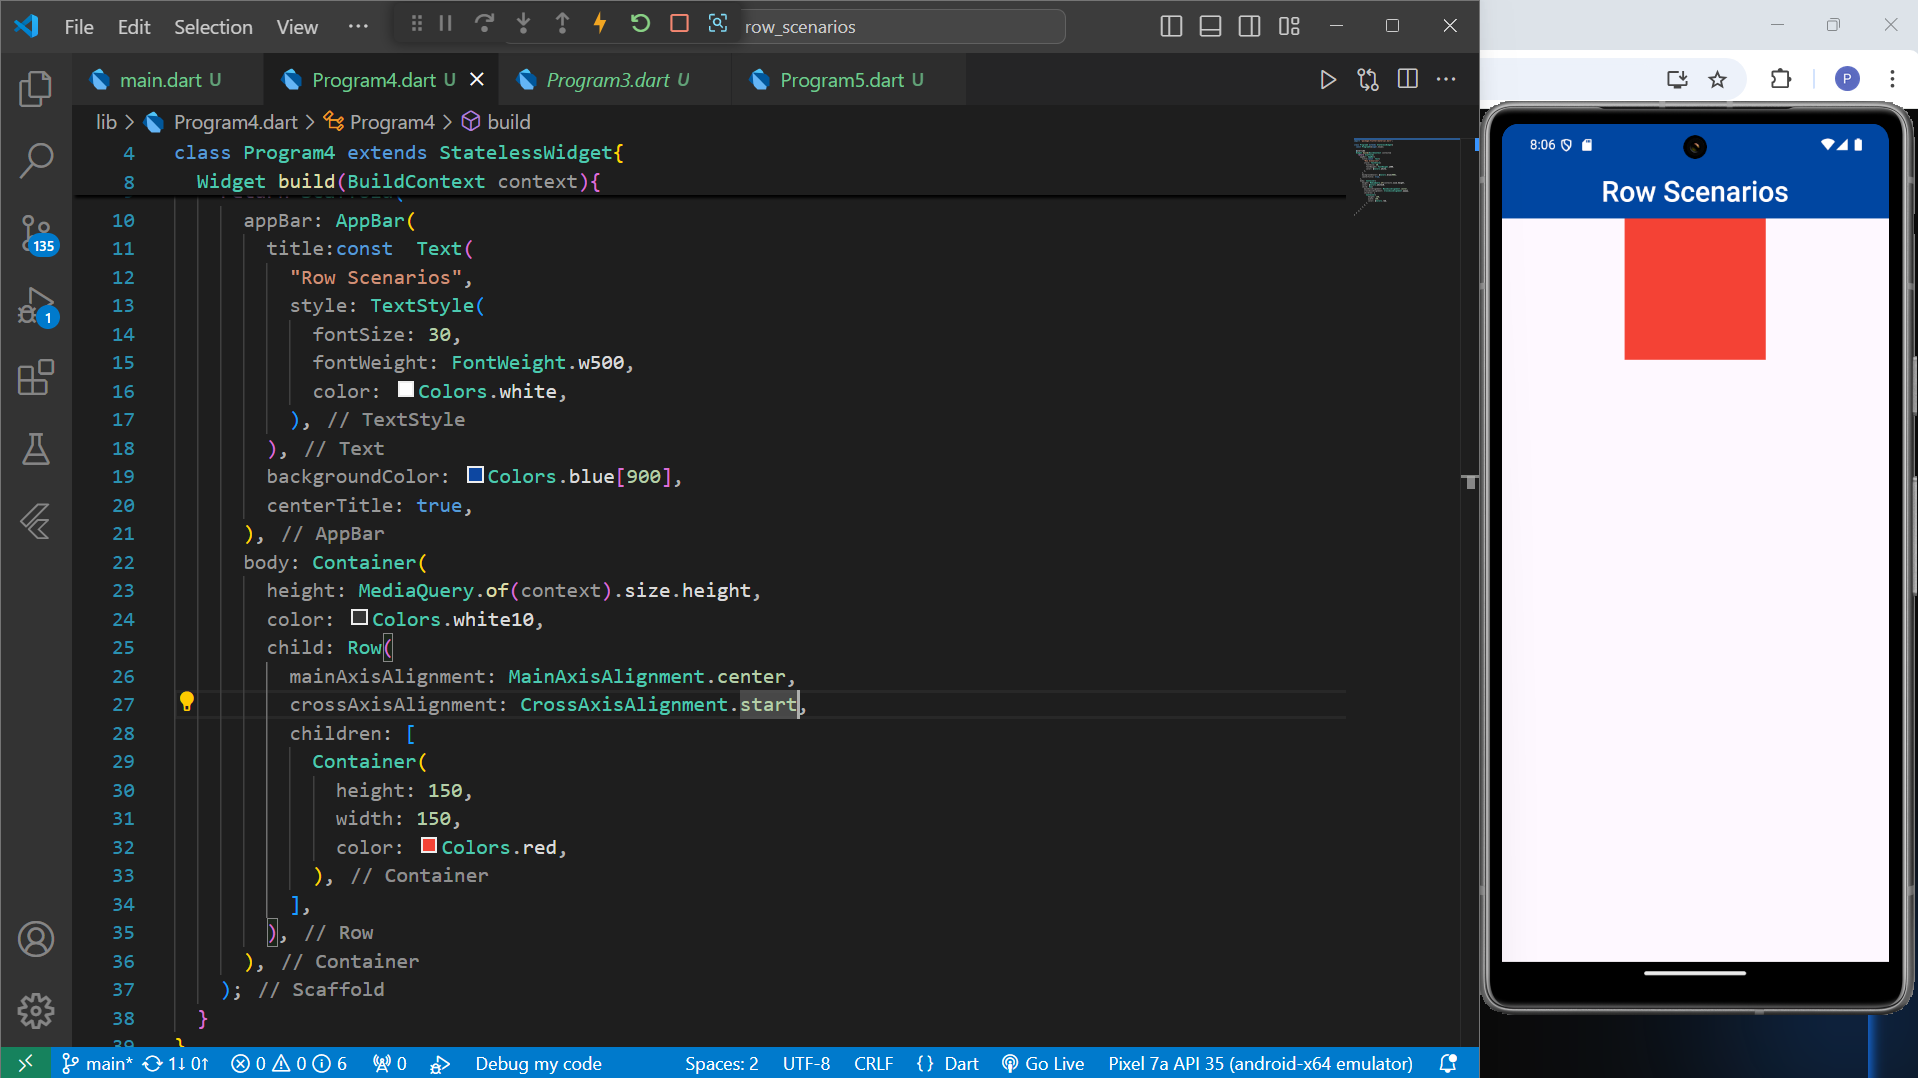 File Edit Selection View ··· row_scenarios
main.dart U Program4.dart U Program3.dart U Program5.dart U
lib > Program4.dart > Program4 > build
4 class Program4 extends StatelessWidget{
8 Widget build(BuildContext context){
10 appBar: AppBar(
11 title:const  Text(
12 "Row Scenarios",
13 style: TextStyle(
14 fontSize: 30,
15 fontWeight: FontWeight.w500,
16 color: Colors.white,
17 ), // TextStyle
18 ), // Text
19 backgroundColor: Colors.blue[900],
20 centerTitle: true,
21 ), // AppBar
22 body: Container(
23 height: MediaQuery.of(context).size.height,
24 color: Colors.white10,
25 child: Row(
26 mainAxisAlignment: MainAxisAlignment.center,
27 crossAxisAlignment: CrossAxisAlignment.start,
28 children: [
29 Container(
30 height: 150,
31 width: 150,
32 color: Colors.red,
33 ), // Container
34 ],
35 ), // Row
36 ), // Container
37 ); // Scaffold
38 }
39 }
135
1
main* 1↓ 0↑ 0 0 6 0 Debug my code Spaces: 2 UTF-8 CRLF {} Dart Go Live Pixel 7a API 35 (android-x64 emulator)
P
8:06
Row Scenarios